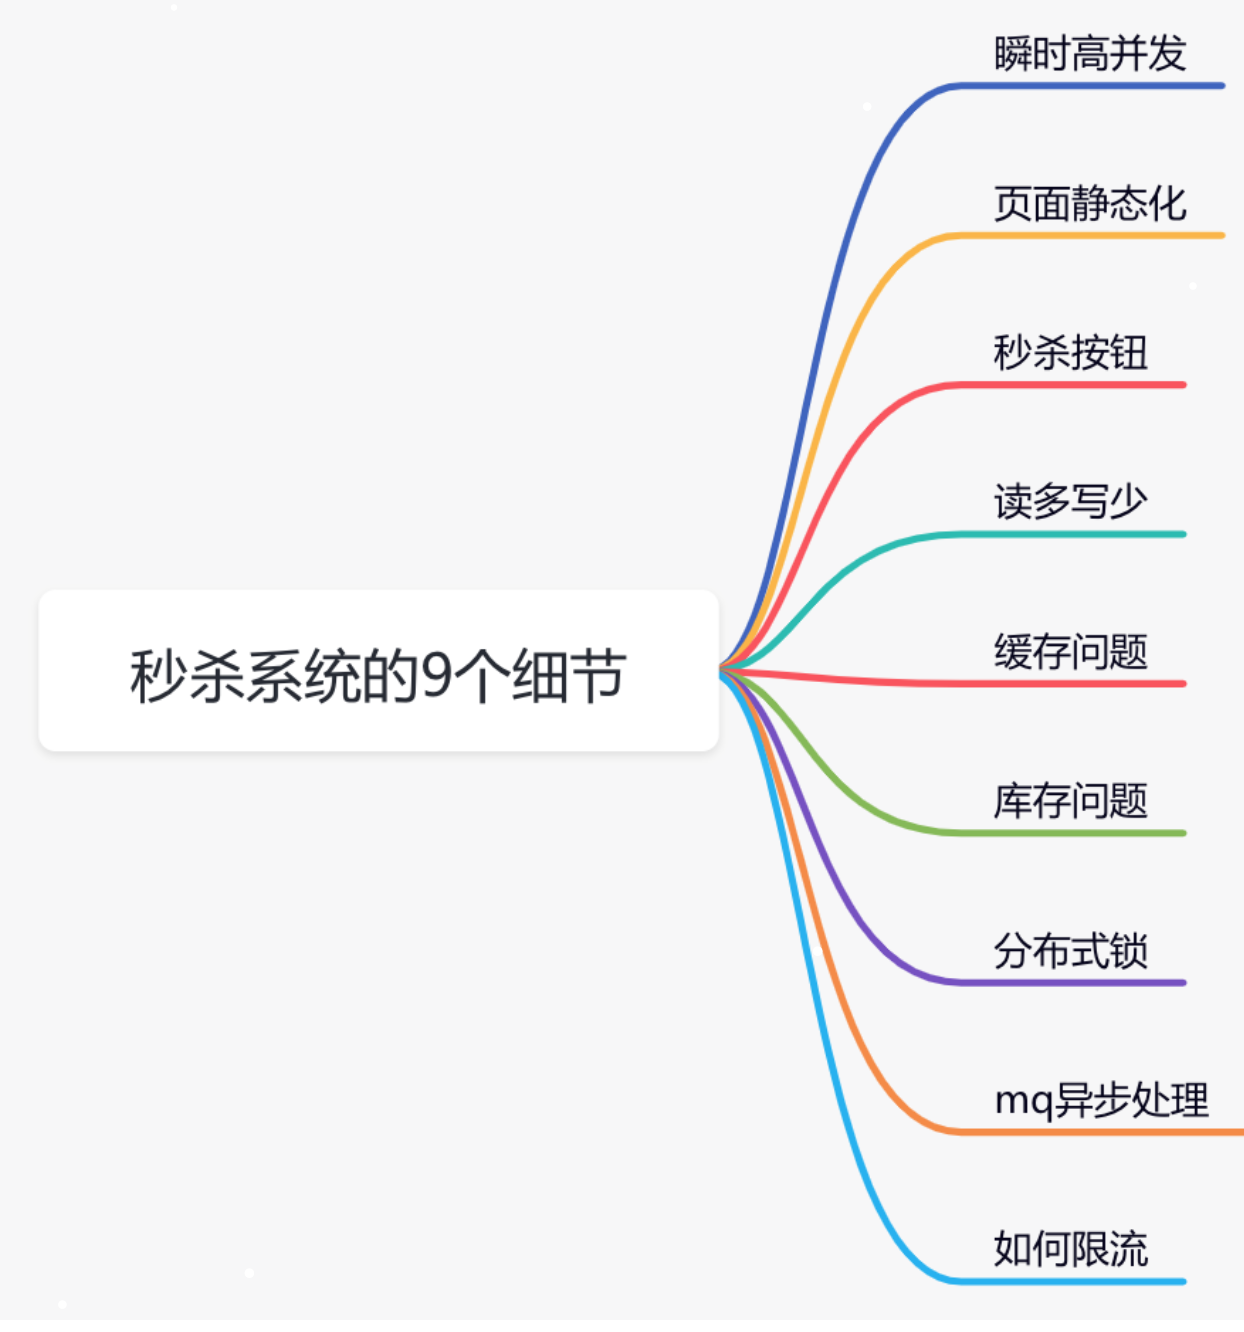 秒杀系统的9个细节
瞬时高并发
页面静态化
秒杀按钮
读多写少
缓存问题
库存问题
分布式锁
mq异步处理
如何限流